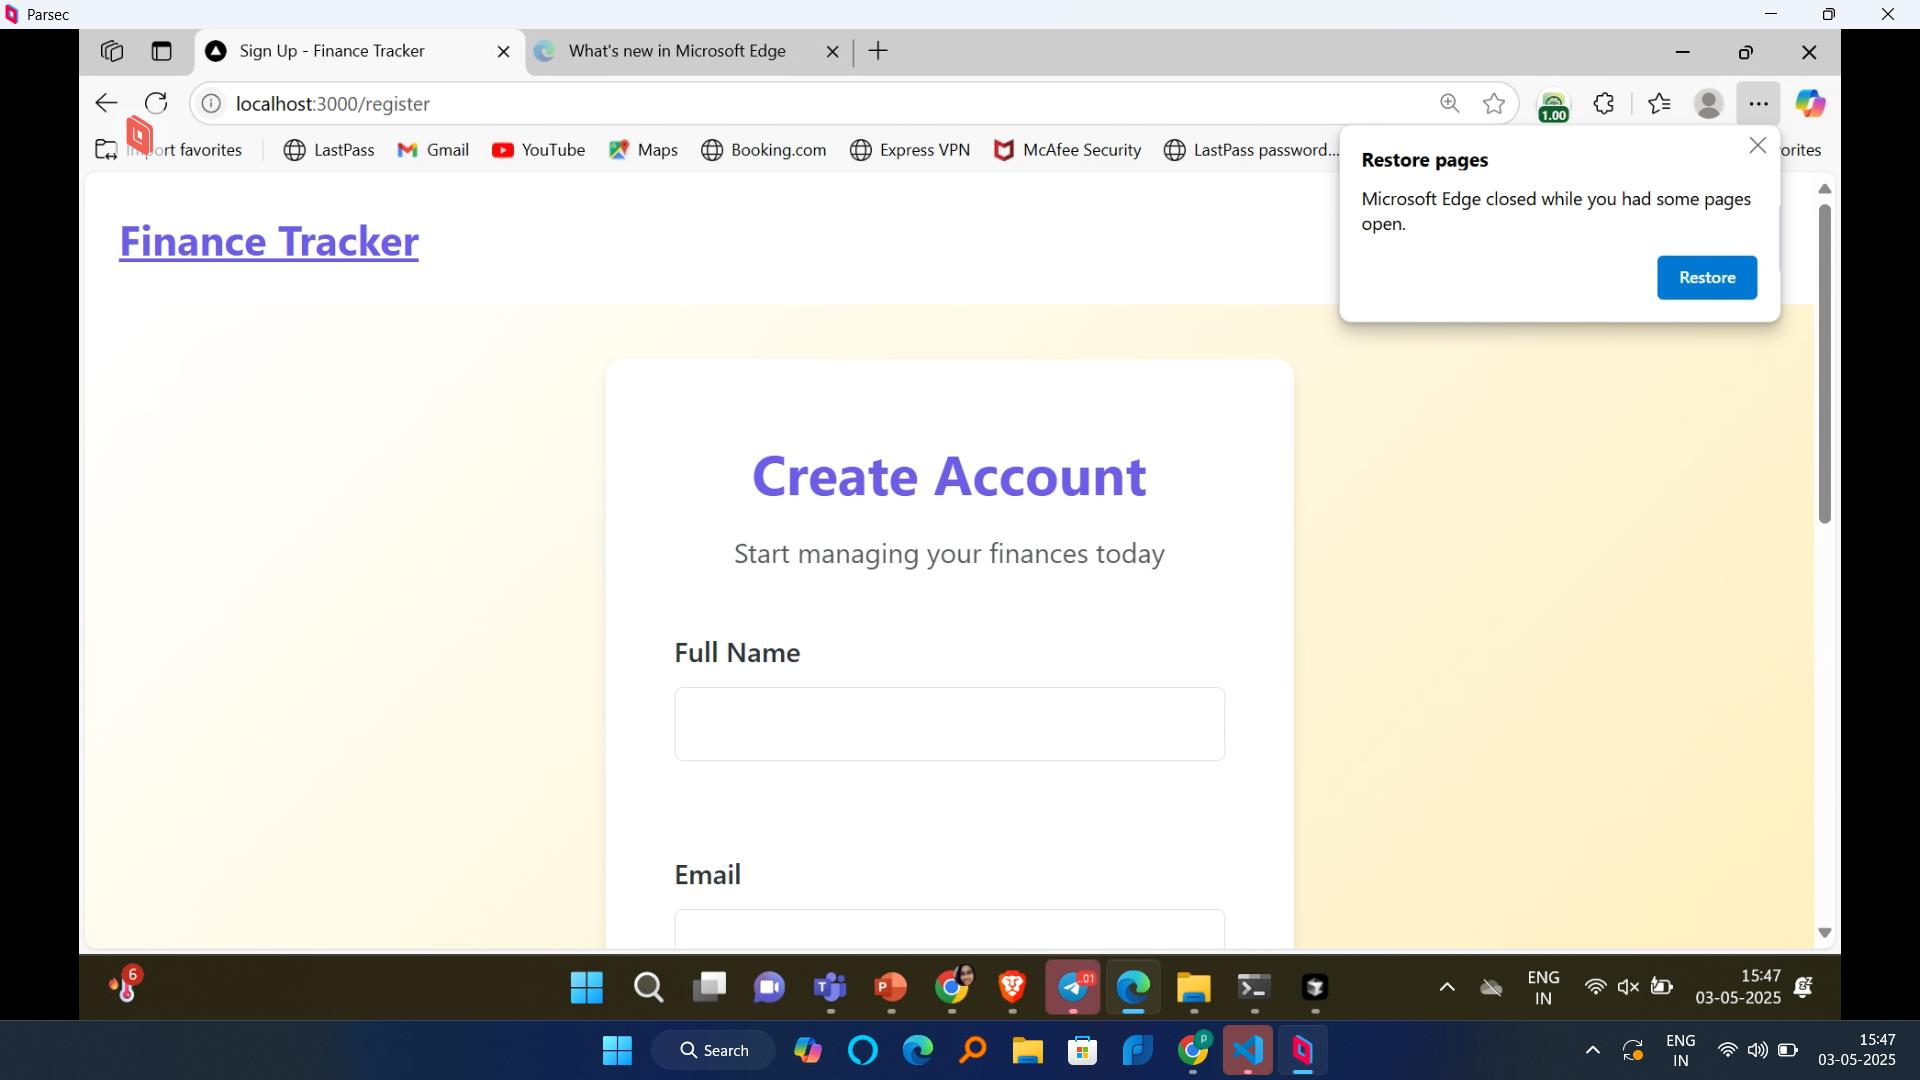 Parsec
Sign Up - Finance Tracker
What's new in Microsoft Edge
localhost:3000/register
1.00
favorites
LastPass
Gmail
YouTube
Maps
Booking.com
Express VPN
McAfee Security
LastPass password...
orites
Restore pages
Microsoft Edge closed while you had some pages
open.
Restore
Finance Tracker
Create Account
Start managing your finances today
Full Name
Email
6
.01
ENG
IN
15:47
03-05-2025
Search
P
ENG
IN
15:47
03-05-2025